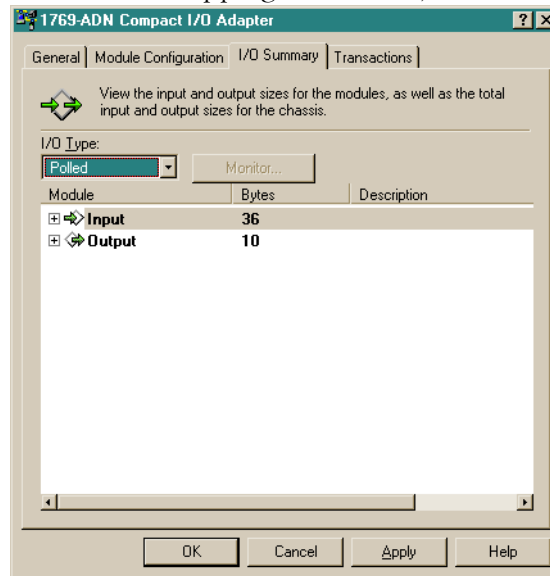 1769-ADN Compact I/O Adapter
General Module Configuration I/O Summary Transactions
View the input and output sizes for the modules, as well as the total
input and output sizes for the chassis.
I/O Type:
Polled Monitor...
Module Bytes Description
Input 36
Output 10
OK Cancel Apply Help